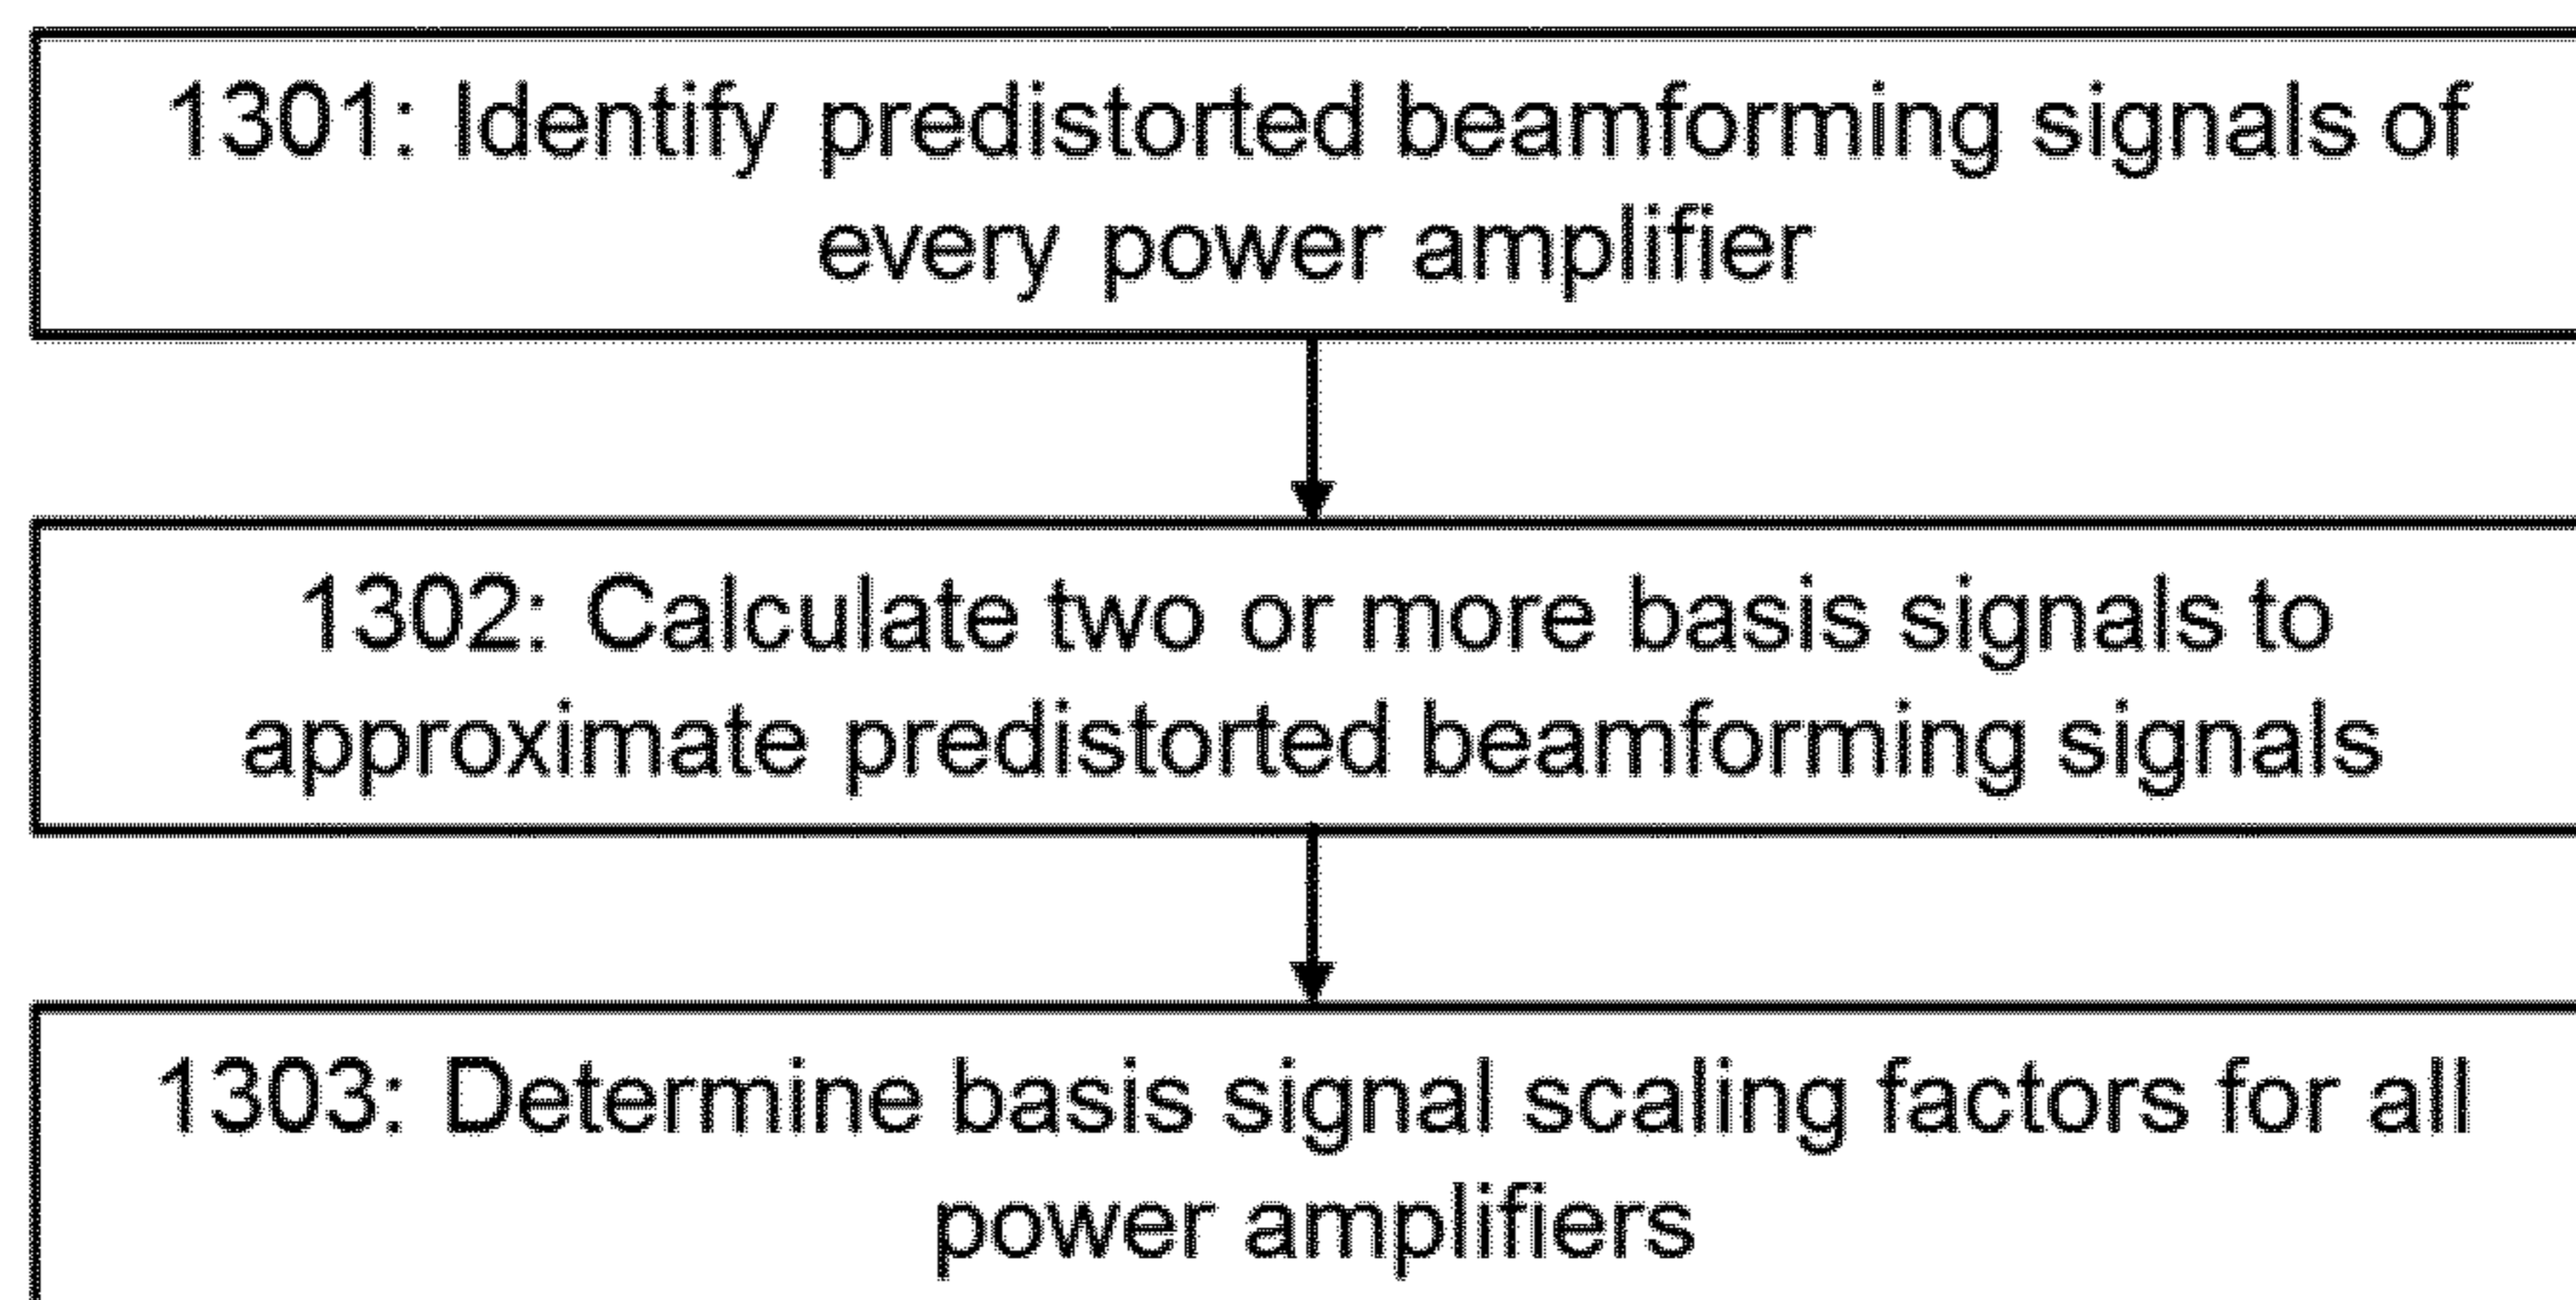 1301: Identify predistorted beamforming signals of
every power amplifier
1302: Calculate two or more basis signals to
approximate predistorted beamforming signals
1303: Determine basis signal scaling factors for all
power amplifiers